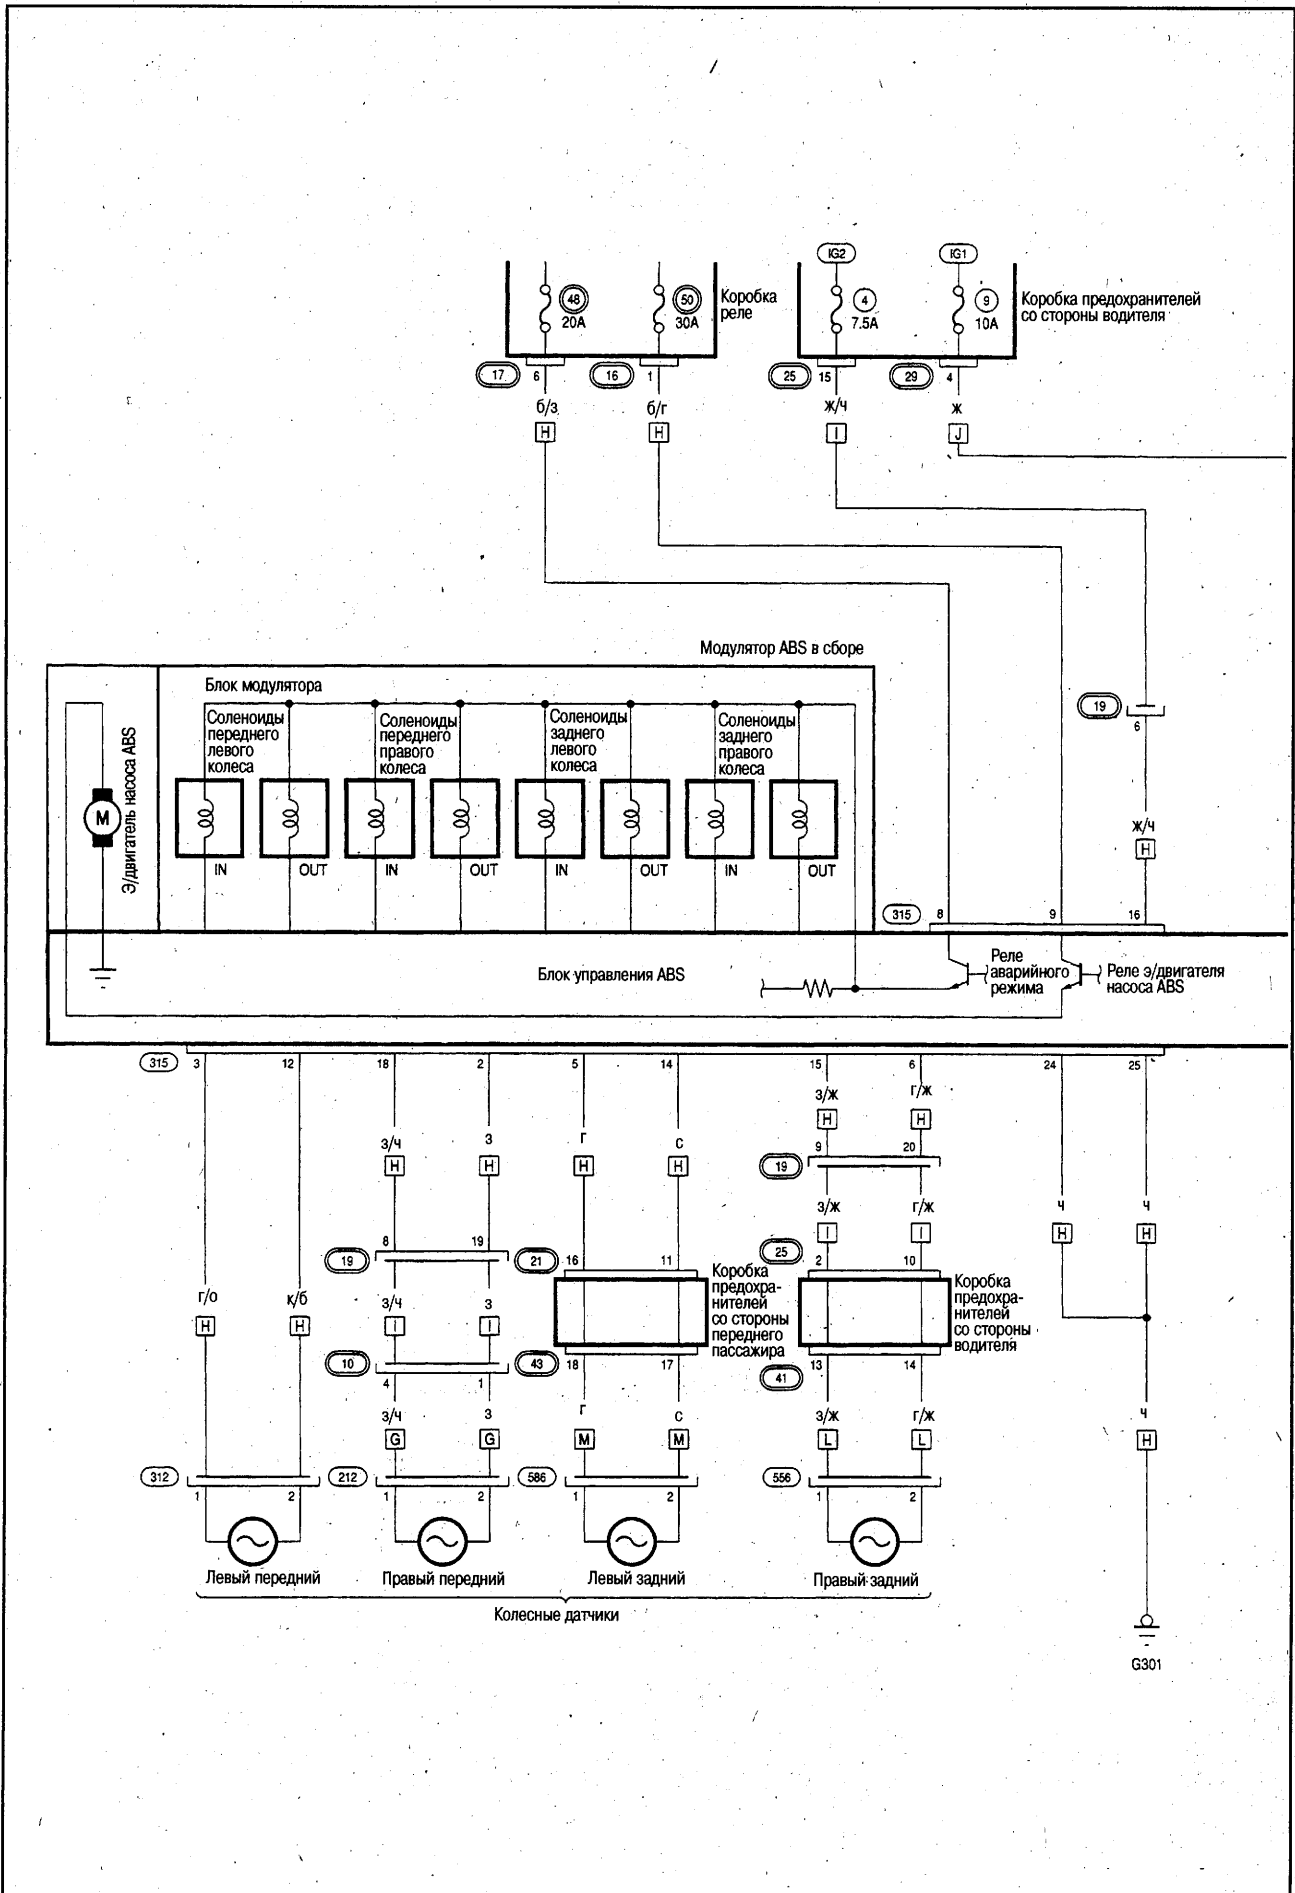 IG2 IG1
48 50 4 9
20A 30A 7.5A 10A
Коробка
реле
Коробка предохранителей
со стороны водителя
17 6 16 1 25 15 29 4
б/з б/г ж/ч ж
H H I J
Модулятор ABS в сборе
Блок модулятора
19
6
Соленоиды
переднего
левого
колеса
Соленоиды
переднего
правого
колеса
Соленоиды
заднего
левого
колеса
Соленоиды
заднего
правого
колеса
Э/двигатель насоса ABS
M
ж/ч
H
IN OUT IN OUT IN OUT IN OUT
315 8 9 16
Блок управления ABS
Реле
аварийного
режима
Реле э/двигателя
насоса ABS
315 3 12 18 2 5 14 15 6 24 25
з/ж г/ж
H H
з/ч з г с
H H H H
9 20
19
з/ж г/ж ч ч
I I H H
8 19
19 21 16 11 25 2 10
Коробка
предохра-
нителей
со стороны
переднего
пассажира
Коробка
предохра-
нителей
со стороны
водителя
г/о к/б з/ч з
H H I I
10 43 18 17 13 14
4 1 41
з/ч з г с з/ж г/ж ч
G G M M L L H
312 212 586 556
1 2 1 2 1 2 1 2
Левый передний Правый передний Левый задний Правый задний
Колесные датчики
G301